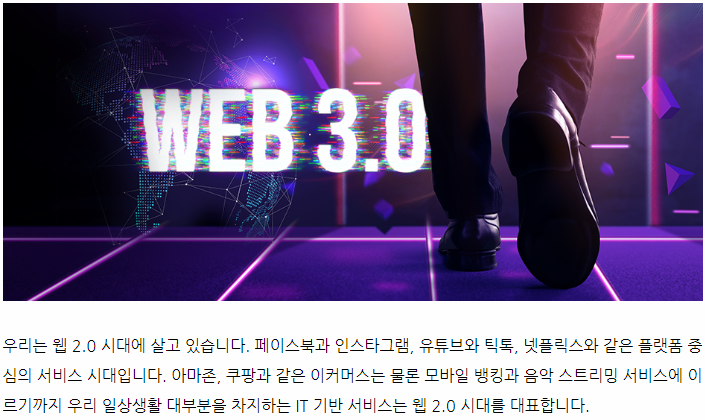 WEB 3.0
우리는 웹 2.0 시대에 살고 있습니다. 페이스북과 인스타그램, 유튜브와 틱톡, 넷플릭스와 같은 플랫폼 중
심의 서비스 시대입니다. 아마존, 쿠팡과 같은 이커머스는 물론 모바일 뱅킹과 음악 스트리밍 서비스에 이
르기까지 우리 일상생활 대부분을 차지하는 IT 기반 서비스는 웹 2.0 시대를 대표합니다.